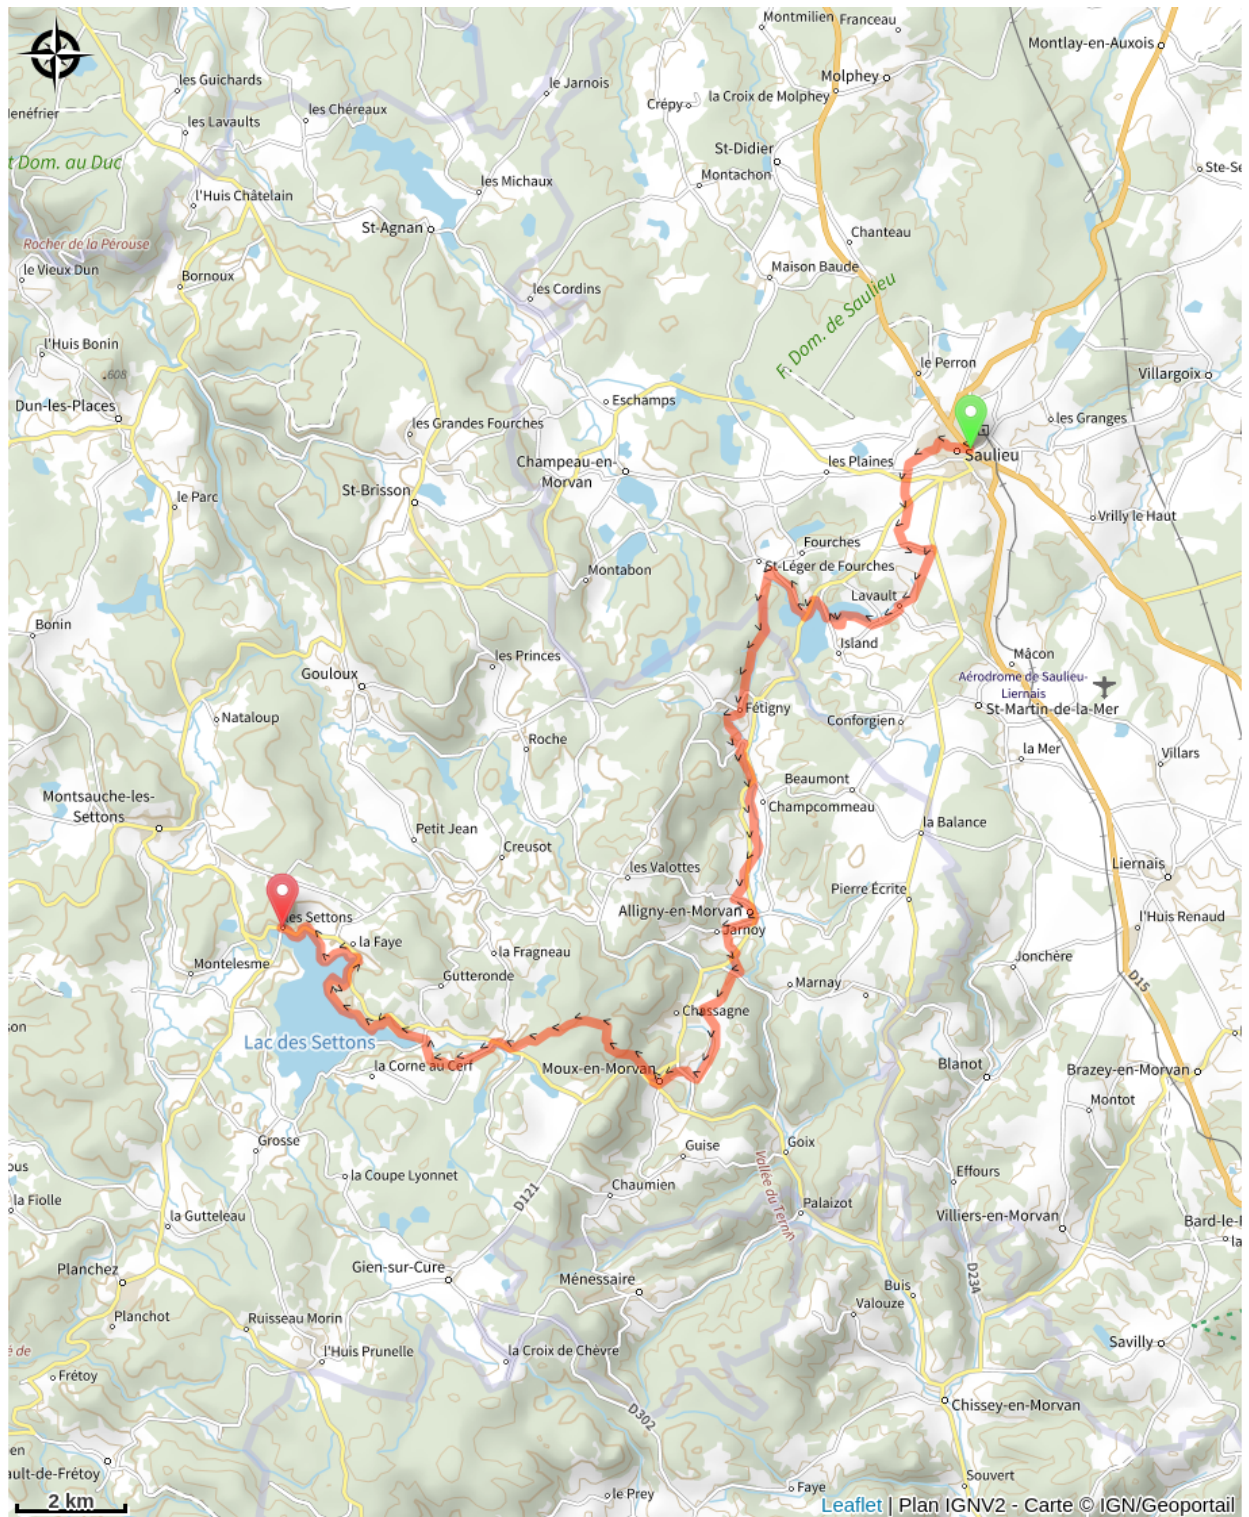 Montmilien
Franceau
Montlay-en-Auxois
les Guichards
le Jarnois
Molphey
Crépy
la Croix de Molphey
les Chéreaux
les Lavaults
St-Didier
t Dom. au Duc
Montachon
Ste-Se
les Michaux
l'Huis Châtelain
St-Agnan
Chanteau
Rocher de la Pérouse
le Vieux Dun
Bornoux
Maison Baude
les Cordins
F. Dom. de Saulieu
l'Huis Bonin
le Perron
608
Villargoix
Dun-les-Places
Eschamps
les Granges
les Grandes Fourches
Saulieu
Champeau-en-
Morvan
les Plaines
St-Brisson
le Parc
Vrilly le Haut
Fourches
St-Léger de Fourches
Montabon
Lavault
Bonin
Island
les Princes
Mâcon
Gouloux
Aérodrome de Saulieu-
Liernais
St-Martin-de-la-Mer
Fétigny
Nataloup
Conforgien
Roche
la Mer
Villars
Beaumont
Champcommeau
Montsauche-les-
Settons
la Balance
Petit Jean
Creusot
Liernais
les Valottes
Pierre Écrite
Alligny-en-Morvan
les Settons
l'Huis Renaud
Jarnoy
la Faye
la Fragneau
Montelesme
Jonchère
Gutteronde
Marnay
D15
Chassagne
son
Lac des Settons
la Corne au Cerf
Moux-en-Morvan
Blanot
Brazey-en-Morvan
Montot
Grosse
Guise
Goix
ous
la Coupe Lyonnet
Effours
Chaumien
la Fiolle
D121
Vallée du Ternin
Palaizot
la Gutteleau
Villiers-en-Morvan
Bard-le-
la
Planchez
Gien-sur-Cure
Ménessaire
D234
Buis
Valouze
Planchot
Ruisseau Morin
Savilly
l'Huis Prunelle
la Croix de Chèvre
é de
Frétoy
Chissey-en-Morvan
D302
en
ault-de-Frétoy
Souvert
le Prey
Faye
2 km
Leaflet | Plan IGNV2 - Carte © IGN/Geoportail